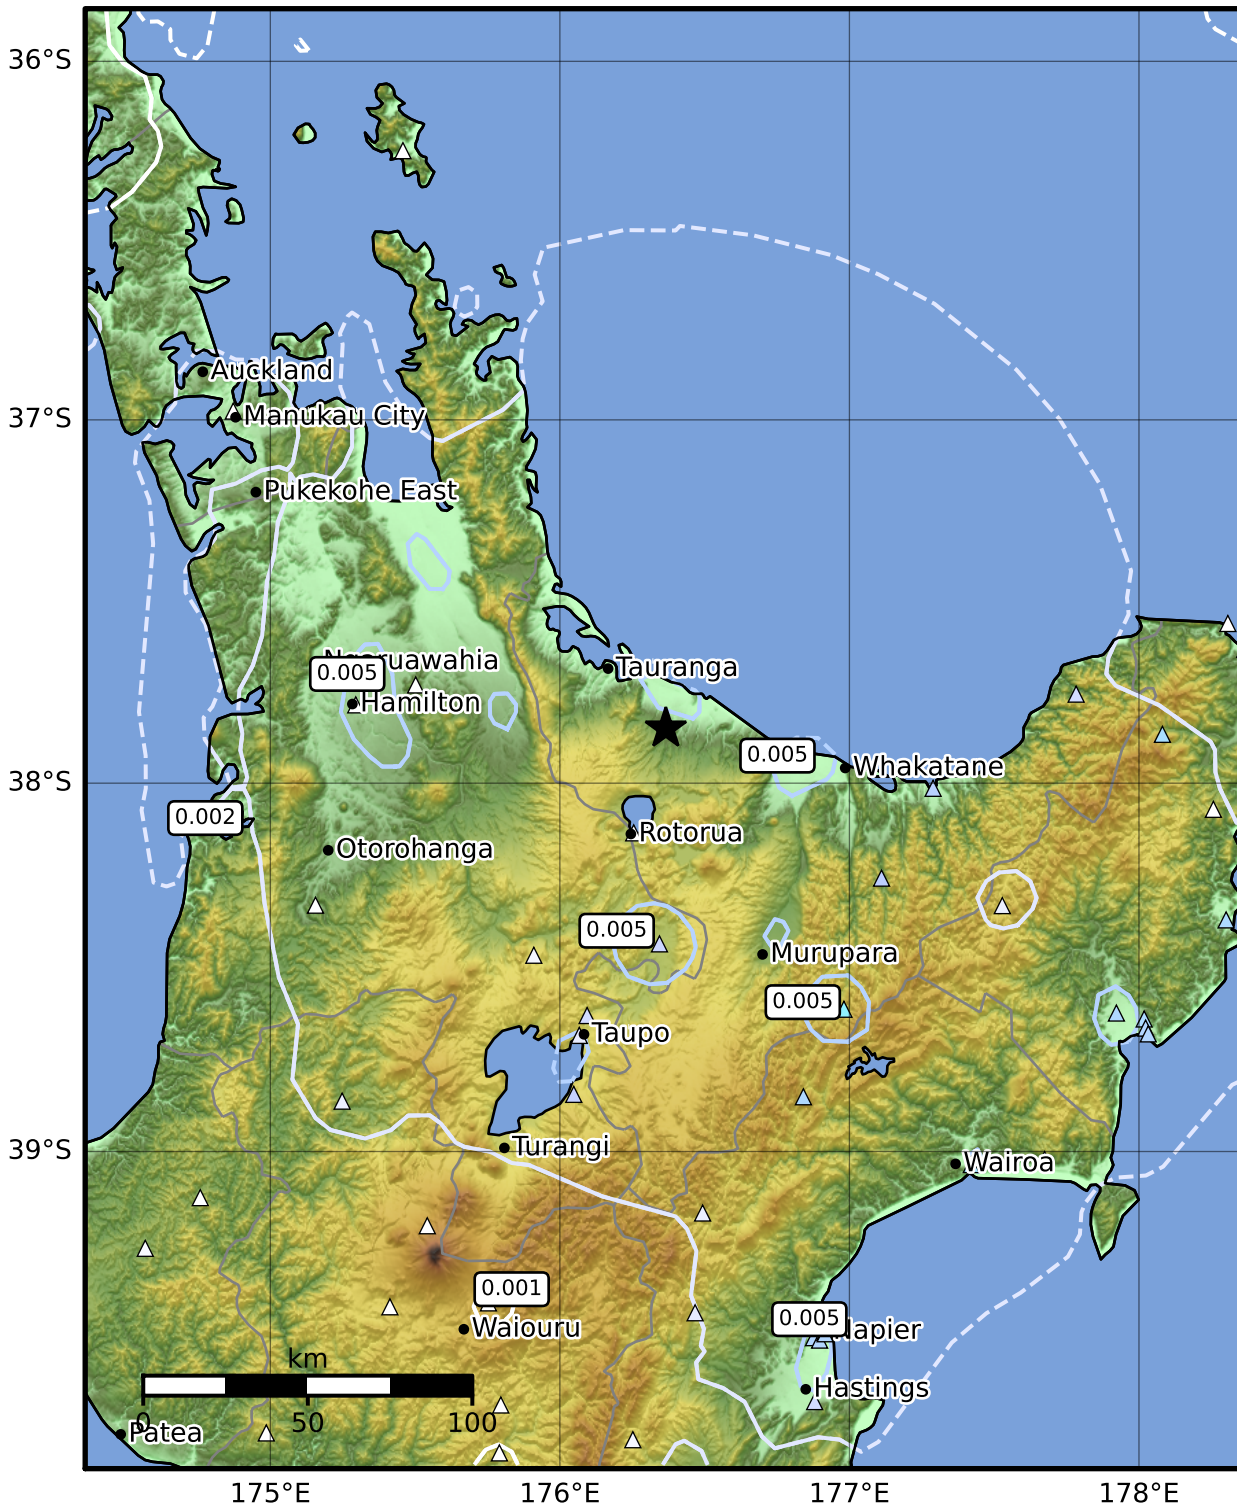 36°S
Auckland
Manukau City
37°S
Pukekohe East
Tauranga
0.005
Hamilton
0.005
Whakatane
38°S
0.002
Rotorua
Otorohanga
0.005
Murupara
0.005
Taupo
39°S
Turangi
Wairoa
0.001
Waiouru
0.005
Napier
km
Hastings
0
50
100
Patea
175°E
176°E
177°E
178°E